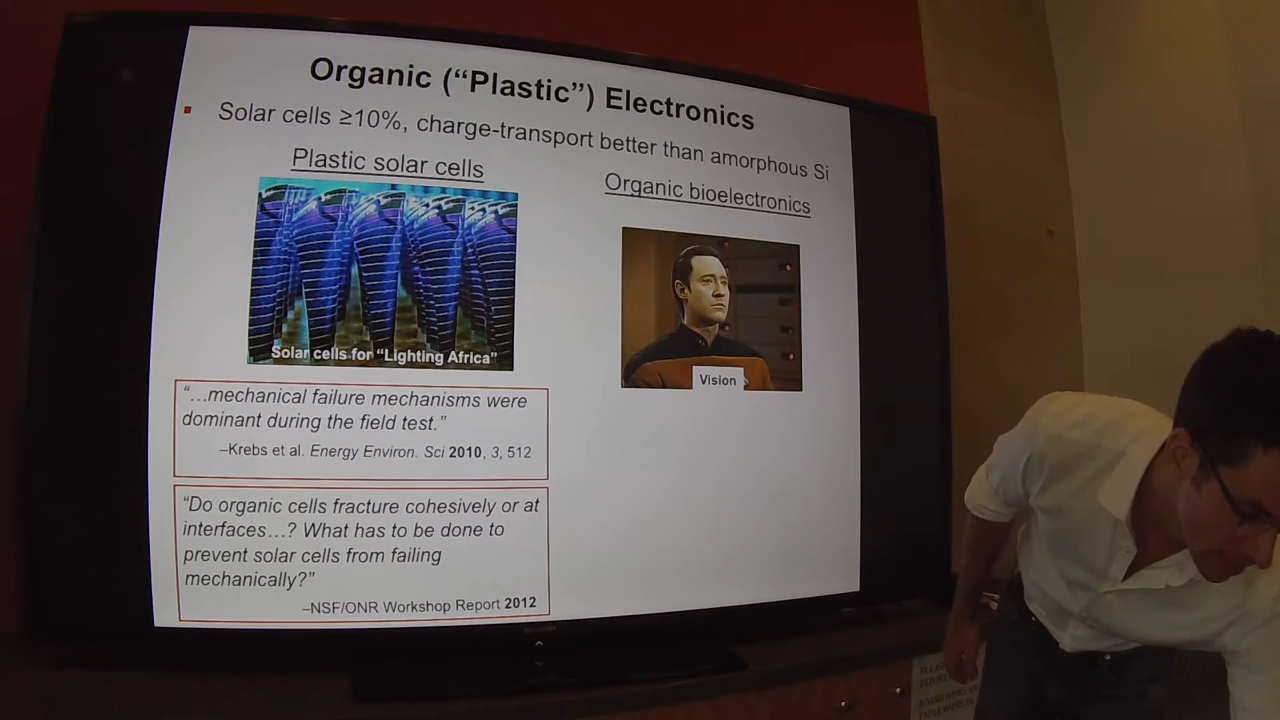 Organic (“Plastic”) Electronics
▪ Solar cells ≥10%, charge-transport better than amorphous Si
Plastic solar cells
Organic bioelectronics
Solar cells for “Lighting Africa”
Vision
“…mechanical failure mechanisms were
dominant during the field test.”
–Krebs et al. Energy Environ. Sci 2010, 3, 512
“Do organic cells fracture cohesively or at
interfaces…? What has to be done to
prevent solar cells from failing
mechanically?”
–NSF/ONR Workshop Report 2012